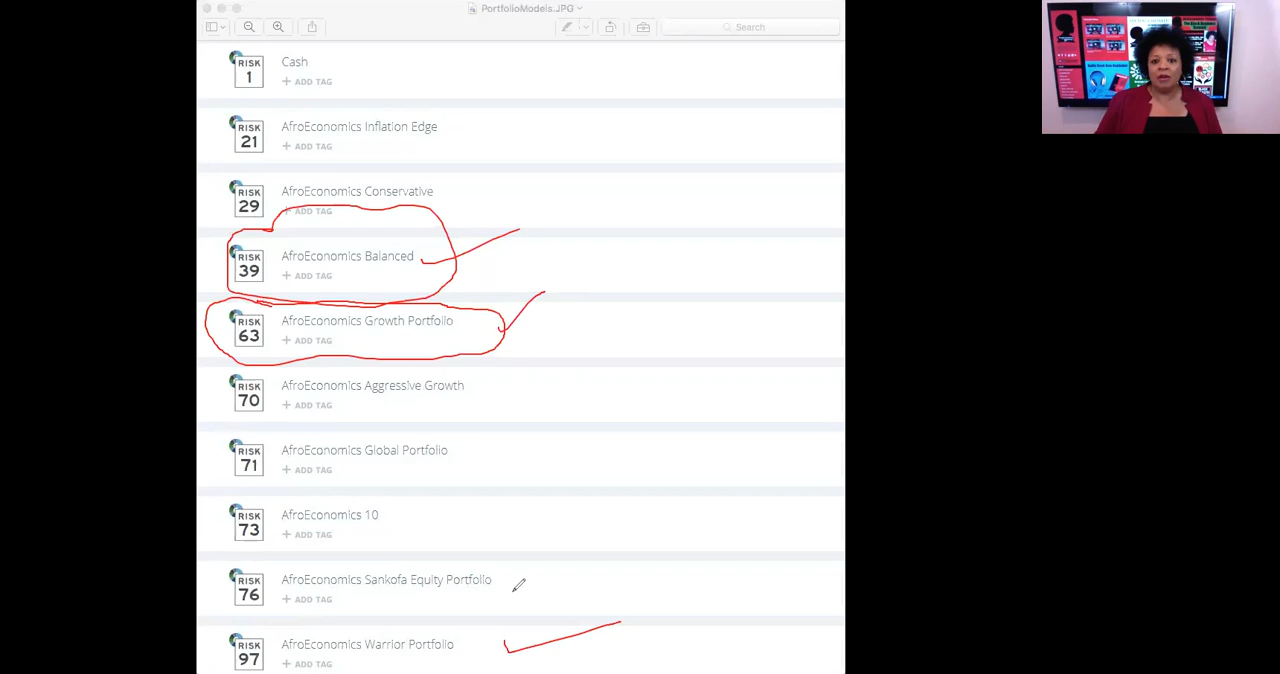 PortfolioModels.JPG
Search
RISK 1
Cash
+ ADD TAG
RISK 21
AfroEconomics Inflation Edge
+ ADD TAG
RISK 29
AfroEconomics Conservative
+ ADD TAG
RISK 39
AfroEconomics Balanced
+ ADD TAG
RISK 63
AfroEconomics Growth Portfolio
+ ADD TAG
RISK 70
AfroEconomics Aggressive Growth
+ ADD TAG
RISK 71
AfroEconomics Global Portfolio
+ ADD TAG
RISK 73
AfroEconomics 10
+ ADD TAG
RISK 76
AfroEconomics Sankofa Equity Portfolio
+ ADD TAG
RISK 97
AfroEconomics Warrior Portfolio
+ ADD TAG